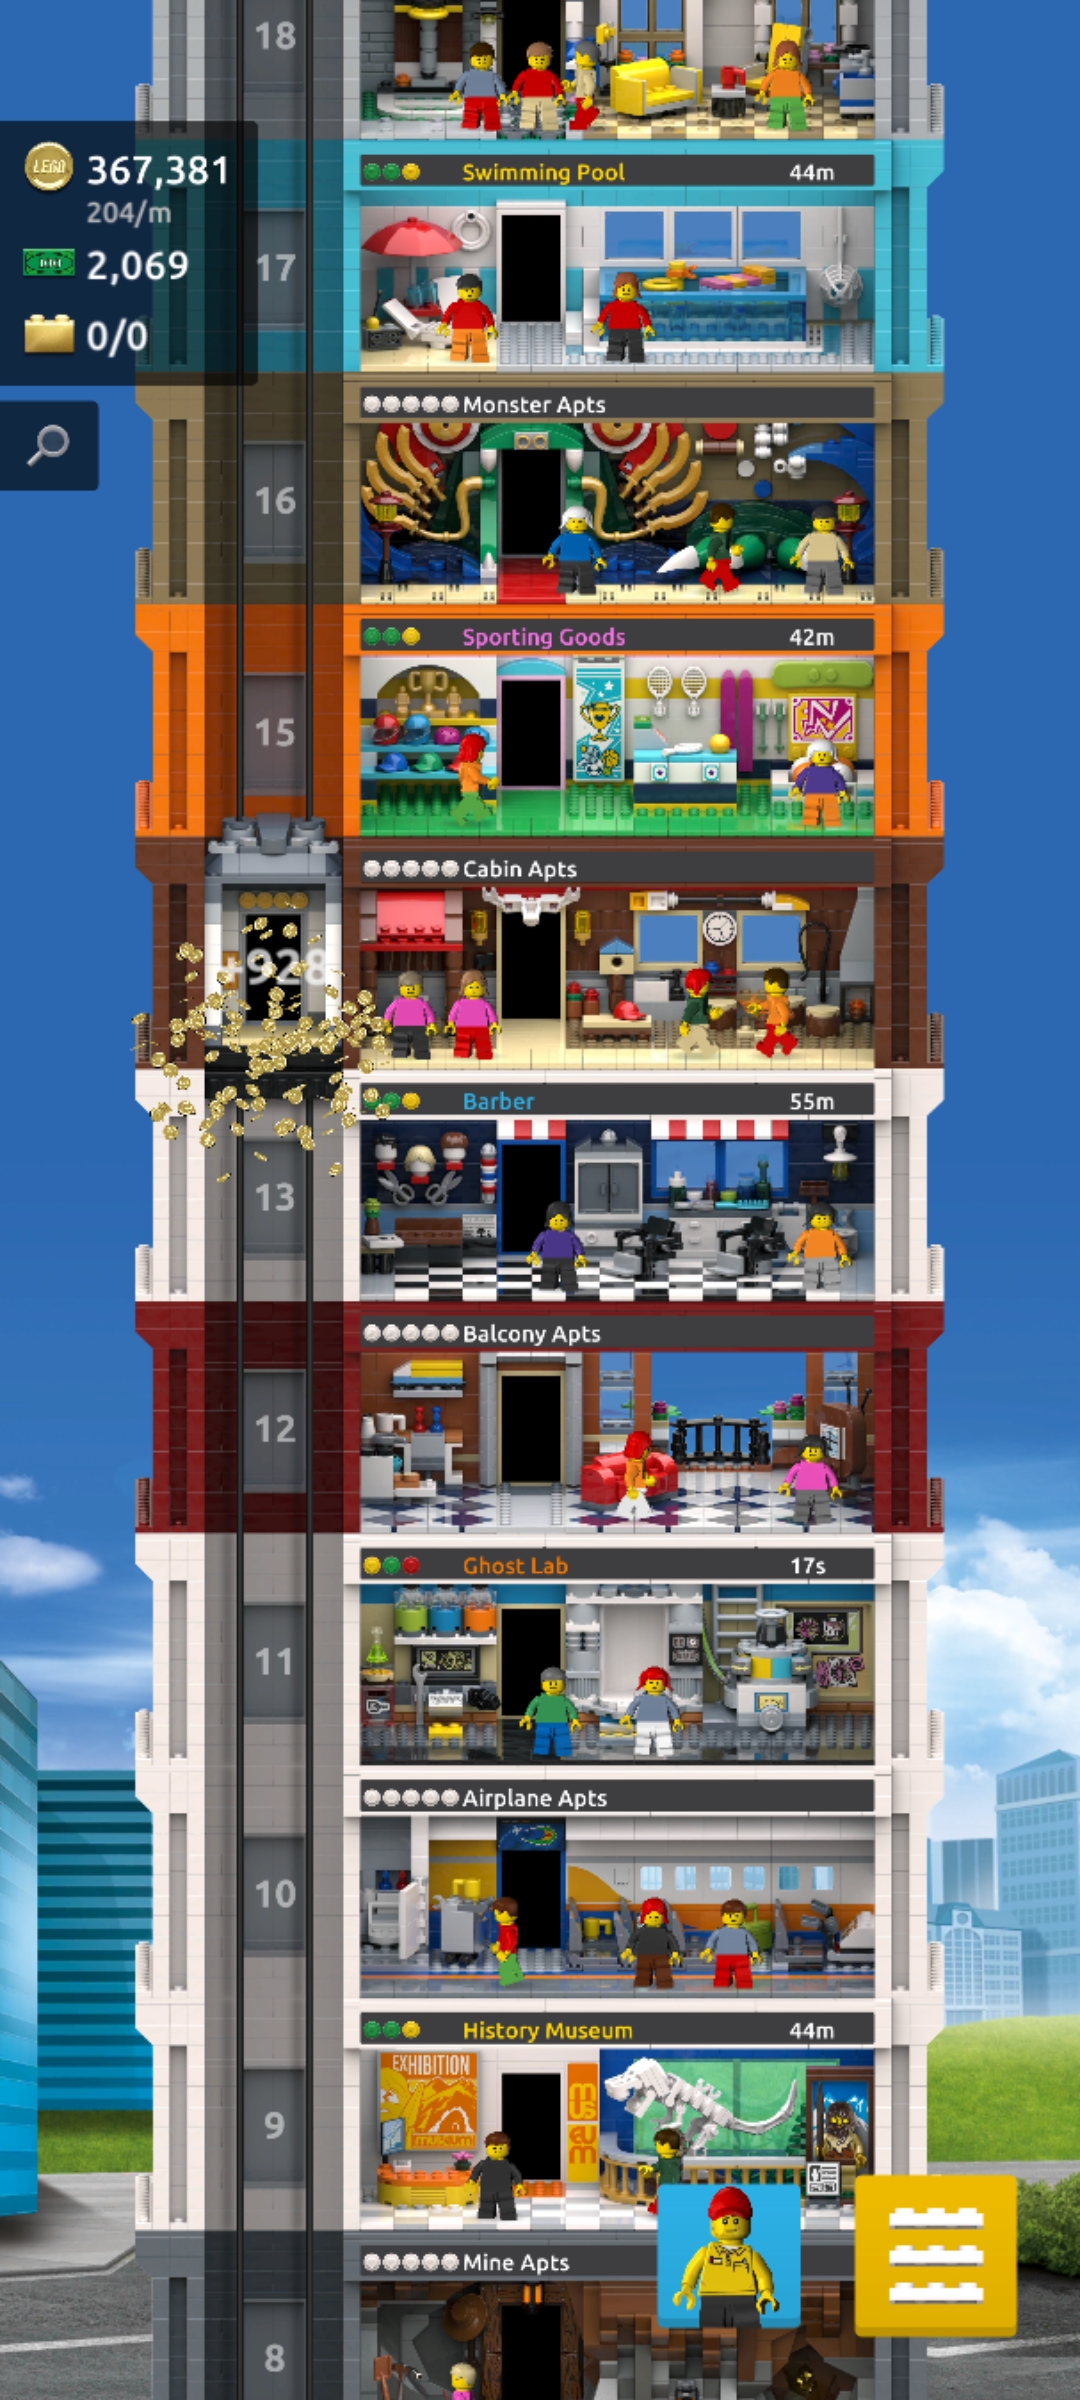 18
LEGO
367,381
204/m
2,069
0/0
Swimming Pool 44m
17
Monster Apts
16
Sporting Goods 42m
15
Cabin Apts
+928
Barber 55m
13
Balcony Apts
12
Ghost Lab 17s
11
Airplane Apts
10
History Museum 44m
EXHIBITION
museum
museum
9
Mine Apts
8